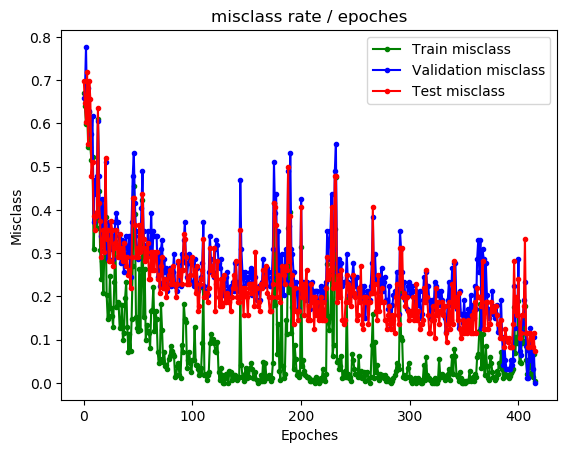 misclass rate / epoches
Train misclass
Validation misclass
Test misclass
Misclass
0.8
0.7
0.6
0.5
0.4
0.3
0.2
0.1
0.0
0 100 200 300 400
Epoches